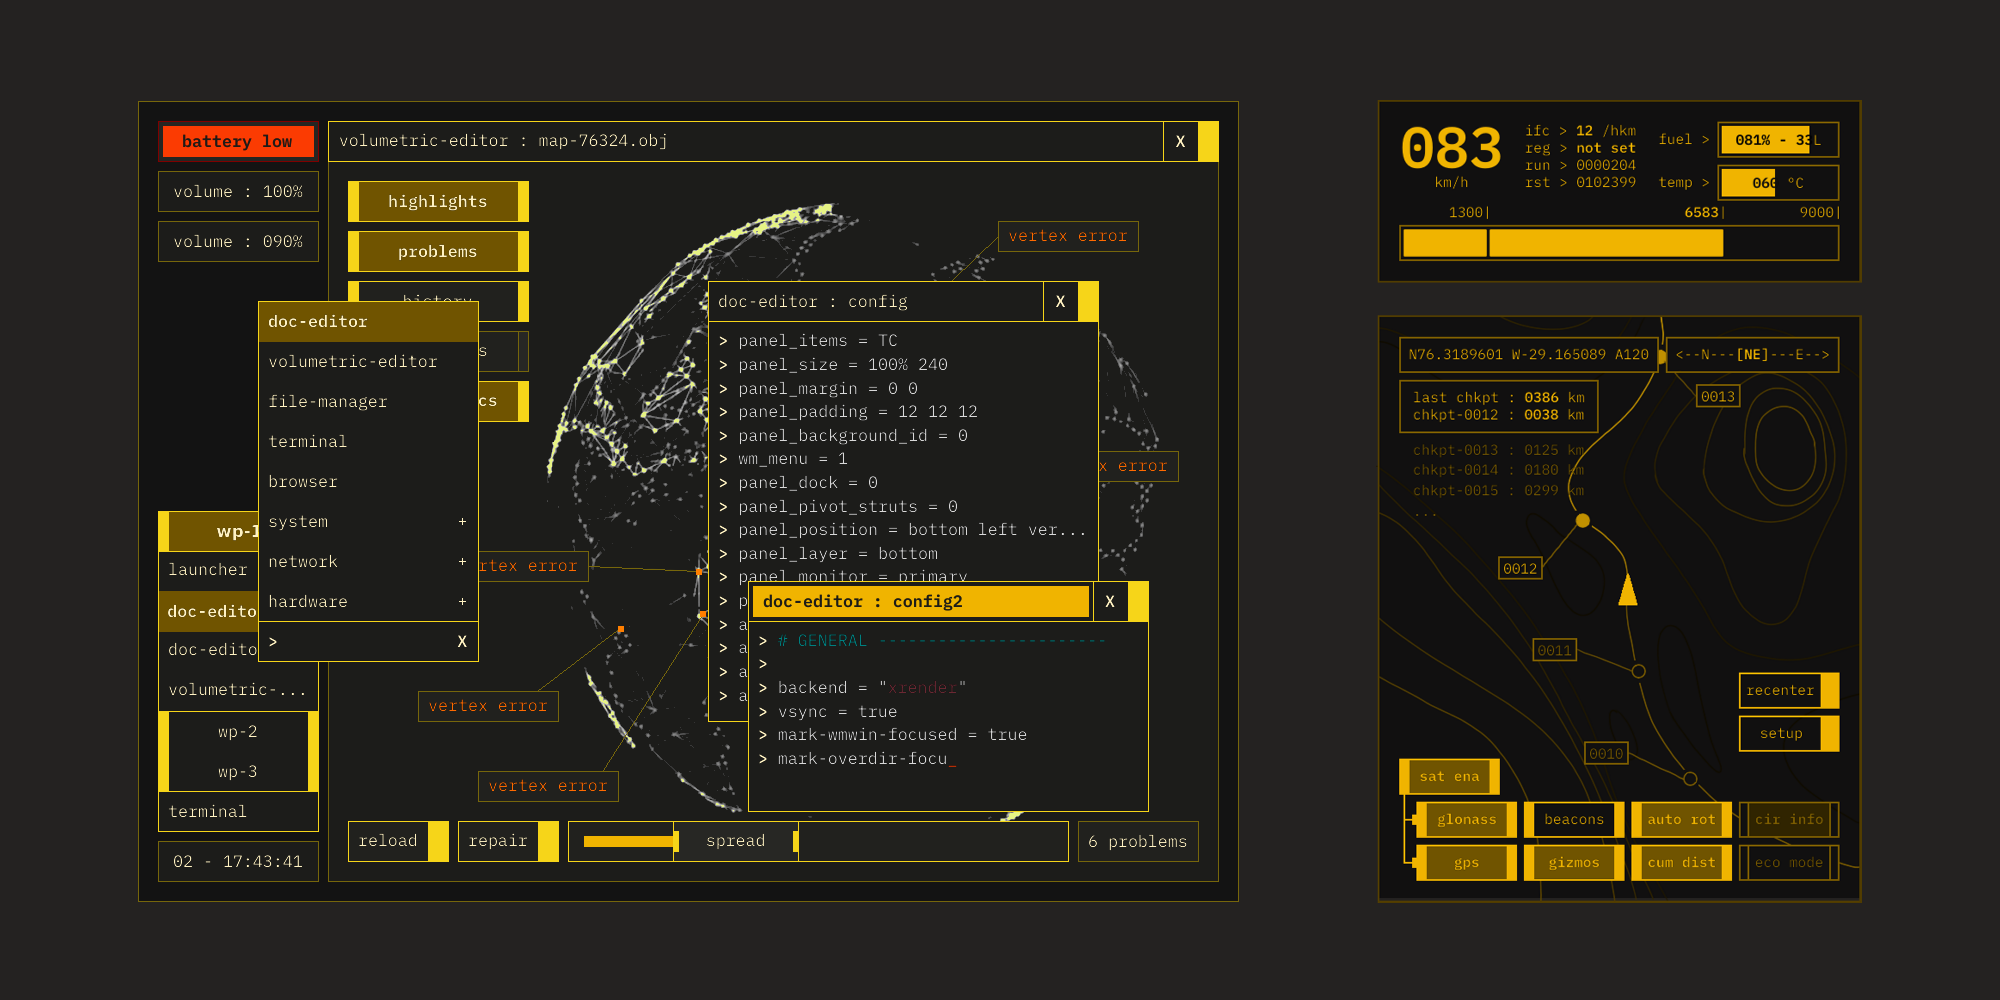 battery low
volume : 100%
volume : 090%
volumetric-editor : map-76324.obj X
highlights
problems
history
vertex error
doc-editor
volumetric-editor
file-manager
terminal
browser
system +
network +
hardware +
> X
wp-1
launcher
doc-edito
doc-edito
volumetric-...
wp-2
wp-3
terminal
02 - 17:43:41
doc-editor : config X
> panel_items = TC
> panel_size = 100% 240
> panel_margin = 0 0
> panel_padding = 12 12 12
> panel_background_id = 0
> wm_menu = 1
> panel_dock = 0
> panel_pivot_struts = 0
> panel_position = bottom left ver...
> panel_layer = bottom
> panel_monitor = primary
> p
> a
> a
> a
> a
x error
rtex error
vertex error
vertex error
doc-editor : config2 X
> # GENERAL -----------------------
>
> backend = "xrender"
> vsync = true
> mark-wmwin-focused = true
> mark-overdir-focu_
reload
repair
spread
6 problems
083
km/h
ifc > 12 /hkm
reg > not set
run > 0000204
rst > 0102399
fuel > 081% - 33L
temp > 060 °C
1300| 6583| 9000|
N76.3189601 W-29.165089 A120
<--N---[NE]---E-->
last chkpt : 0386 km
chkpt-0012 : 0038 km
chkpt-0013 : 0125 km
chkpt-0014 : 0180 km
chkpt-0015 : 0299 km
...
0013
0012
0011
0010
recenter
setup
sat ena
glonass beacons auto rot cir info
gps gizmos cum dist eco mode